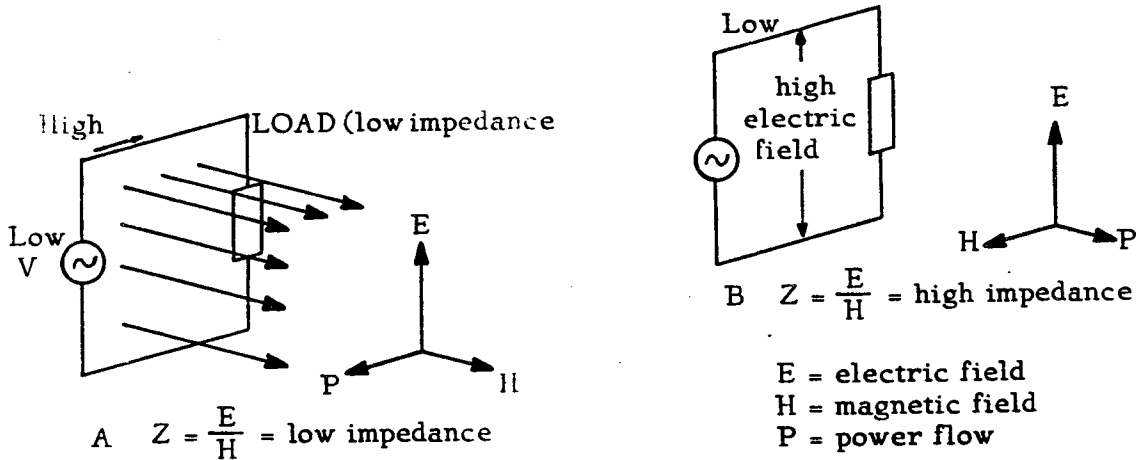 High
LOAD (low impedance
Low
V
E
P
H
A Z = E/H = low impedance
Low
high
electric
field
E
H
P
B Z = E/H = high impedance
E = electric field
H = magnetic field
P = power flow